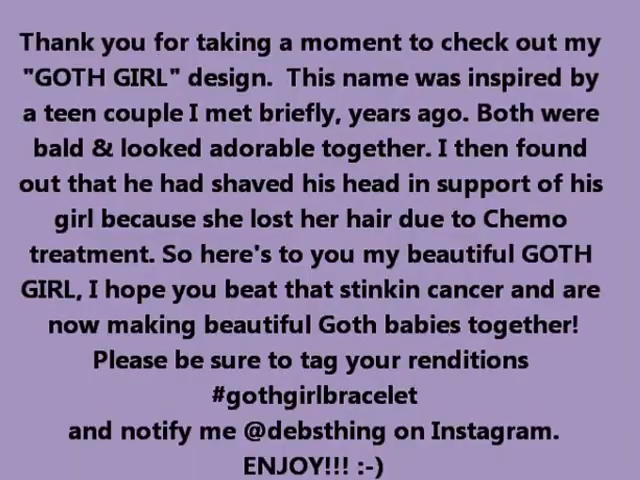 Thank you for taking a moment to check out my
"GOTH GIRL" design.  This name was inspired by
a teen couple I met briefly, years ago. Both were
bald & looked adorable together. I then found
out that he had shaved his head in support of his
girl because she lost her hair due to Chemo
treatment. So here's to you my beautiful GOTH
GIRL, I hope you beat that stinkin cancer and are
now making beautiful Goth babies together!
Please be sure to tag your renditions
#gothgirlbracelet
and notify me @debsthing on Instagram.
ENJOY!!! :-)